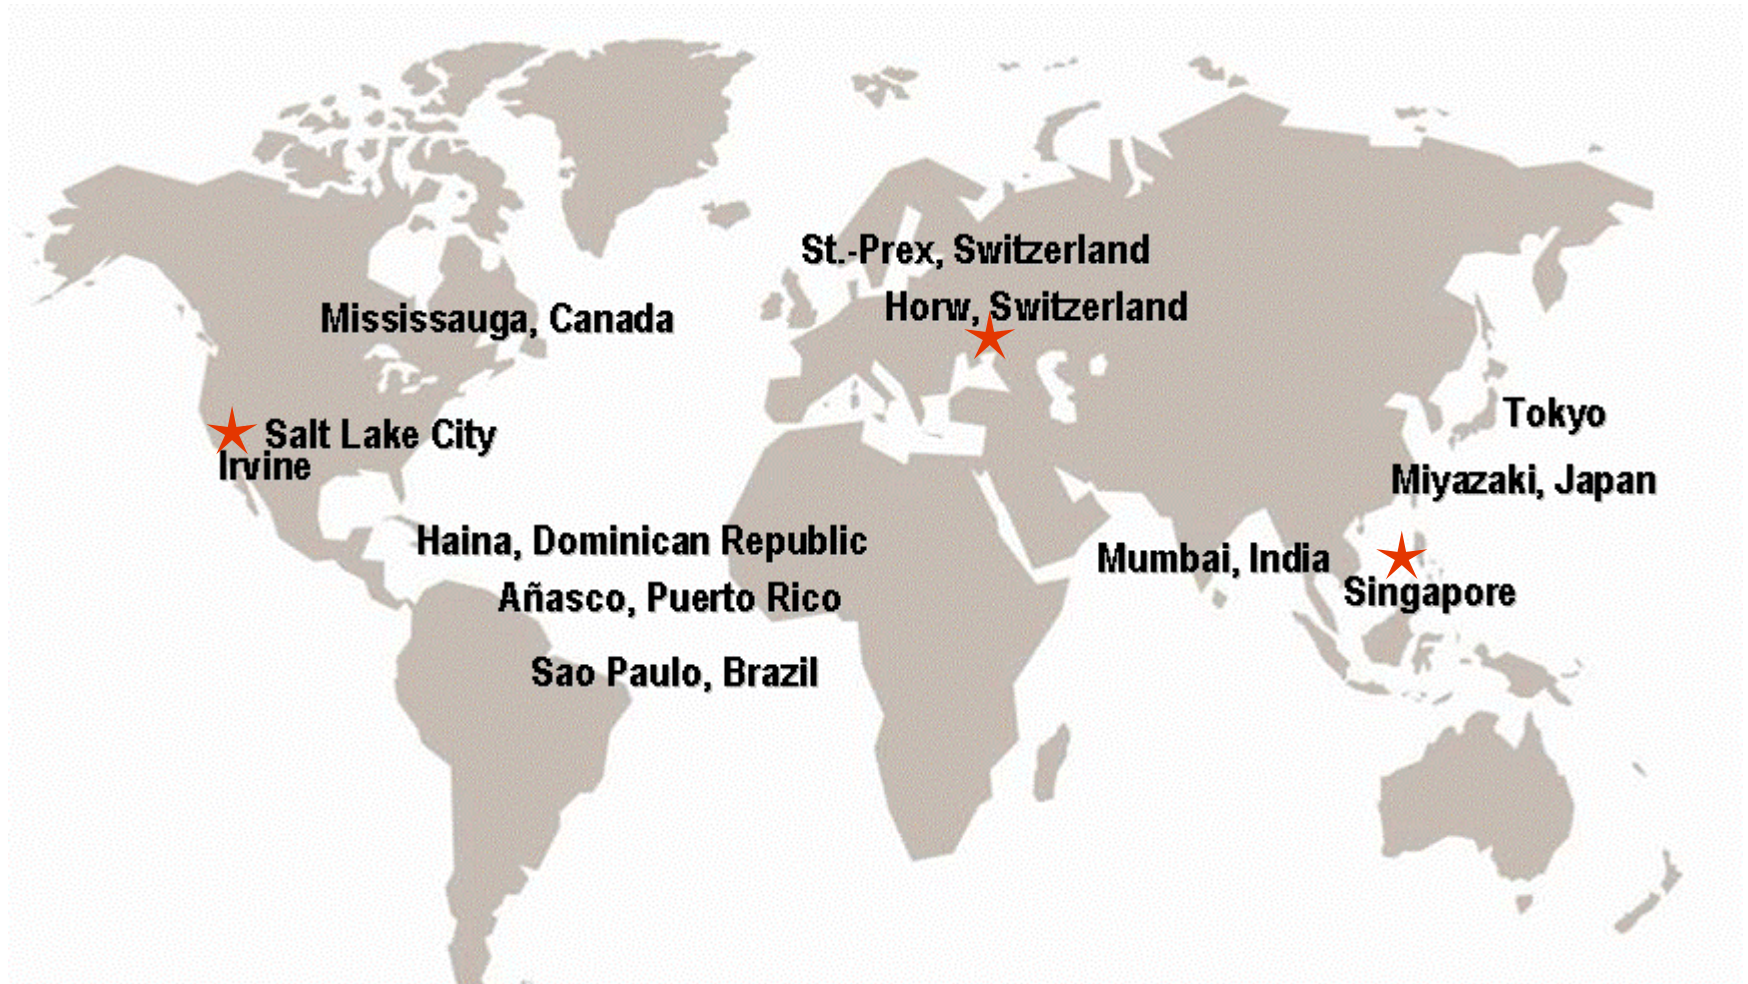 St.-Prex, Switzerland
Horw, Switzerland
Mississauga, Canada
Salt Lake City
Irvine
Tokyo
Miyazaki, Japan
Haina, Dominican Republic
Mumbai, India
Añasco, Puerto Rico
Singapore
Sao Paulo, Brazil